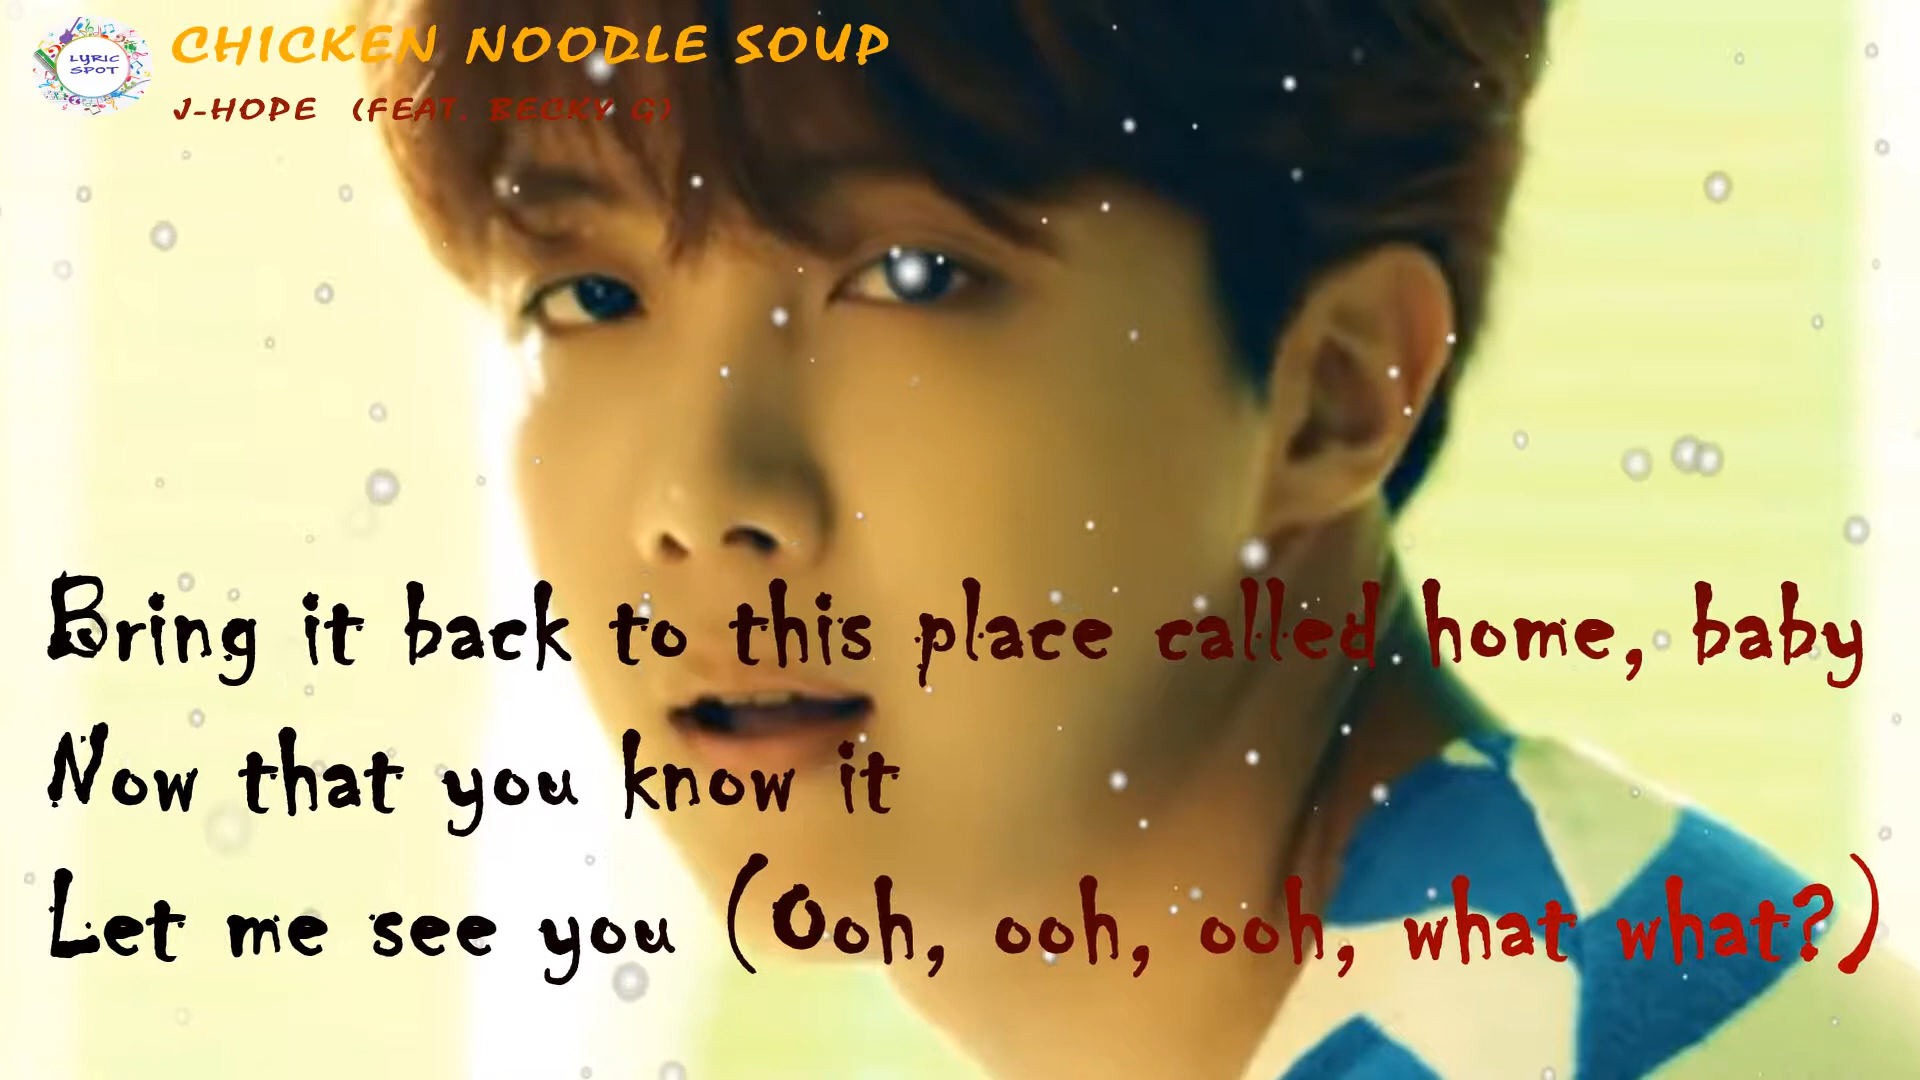 LYRIC
SPOT
CHICKEN NOODLE SOUP
J-HOPE (FEAT. BECKY G)
Bring it back to this place called home, baby
Now that you know it
Let me see you (Ooh, ooh, ooh, what what?)